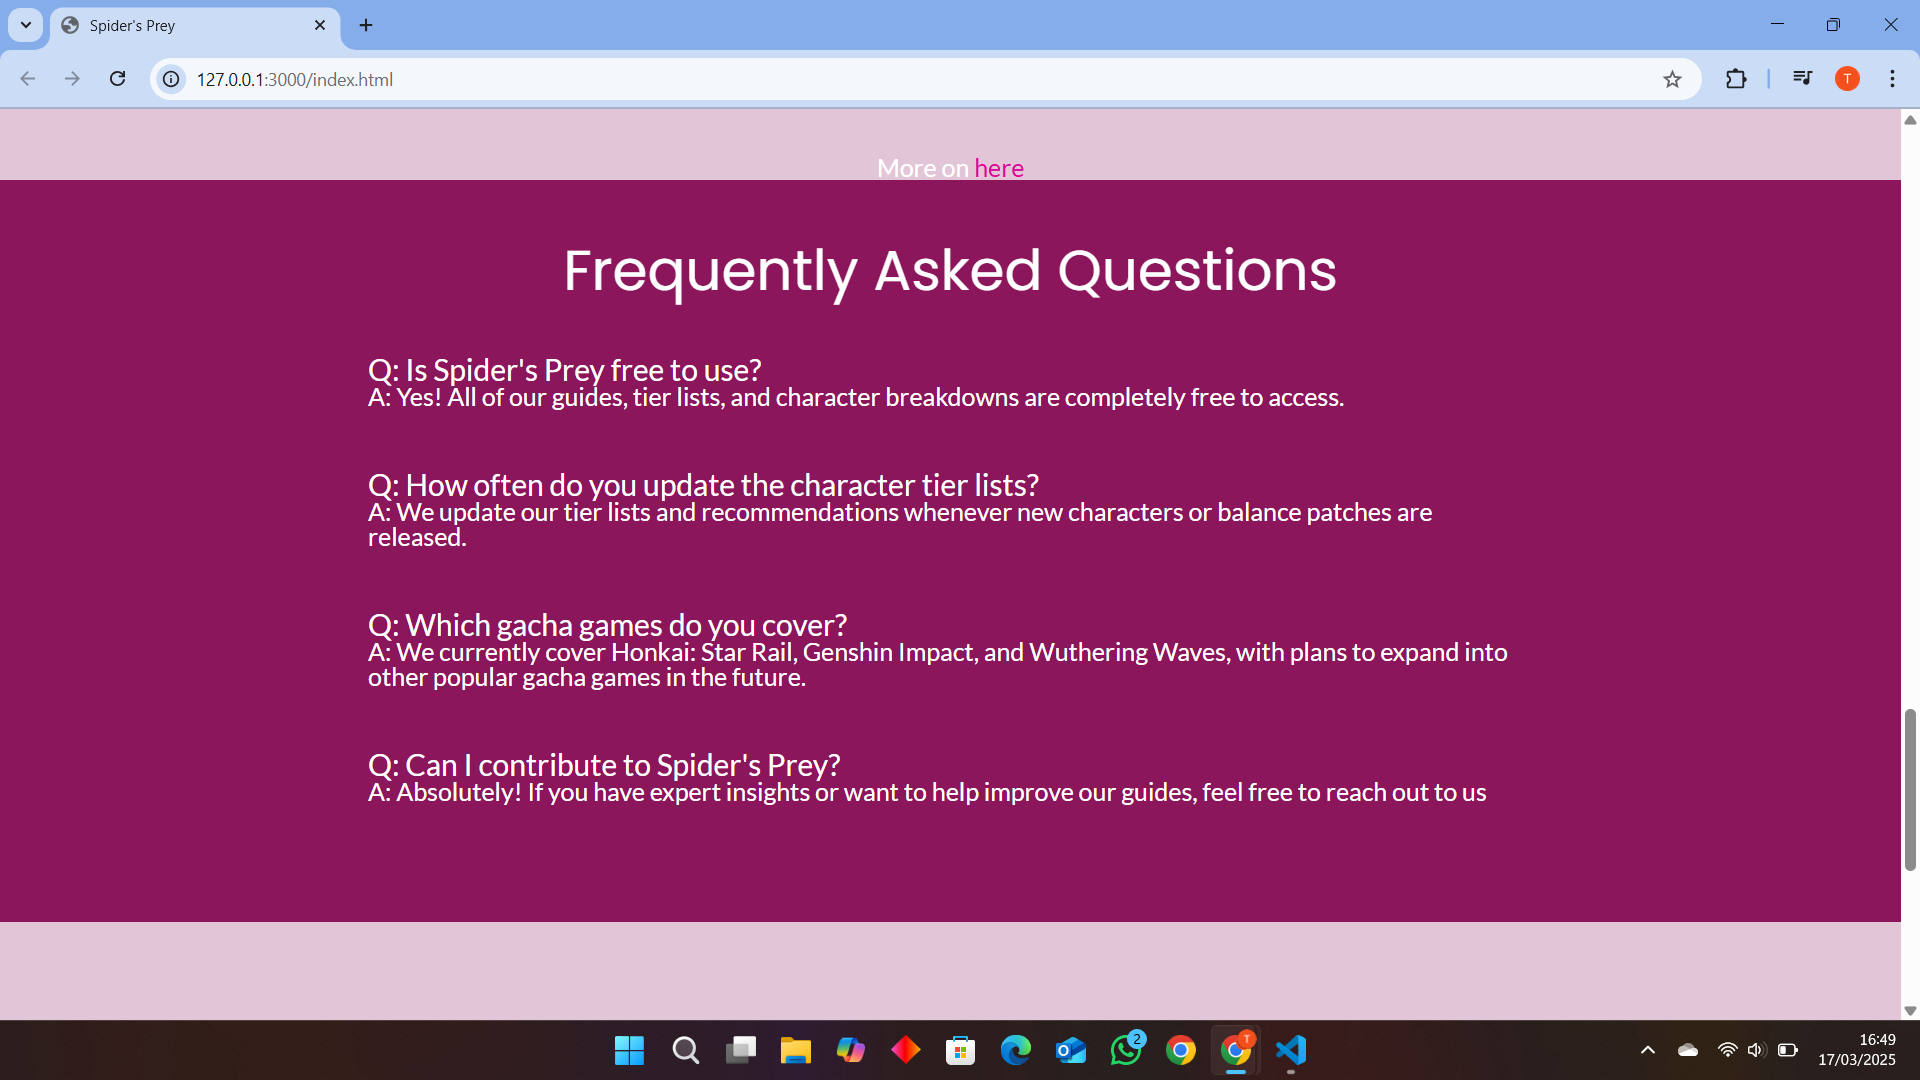 Spider's Prey
127.0.0.1:3000/index.html
T
More on here
Frequently Asked Questions
Q: Is Spider's Prey free to use?
A: Yes! All of our guides, tier lists, and character breakdowns are completely free to access.
Q: How often do you update the character tier lists?
A: We update our tier lists and recommendations whenever new characters or balance patches are
released.
Q: Which gacha games do you cover?
A: We currently cover Honkai: Star Rail, Genshin Impact, and Wuthering Waves, with plans to expand into
other popular gacha games in the future.
Q: Can I contribute to Spider's Prey?
A: Absolutely! If you have expert insights or want to help improve our guides, feel free to reach out to us
2
T
16:49
17/03/2025